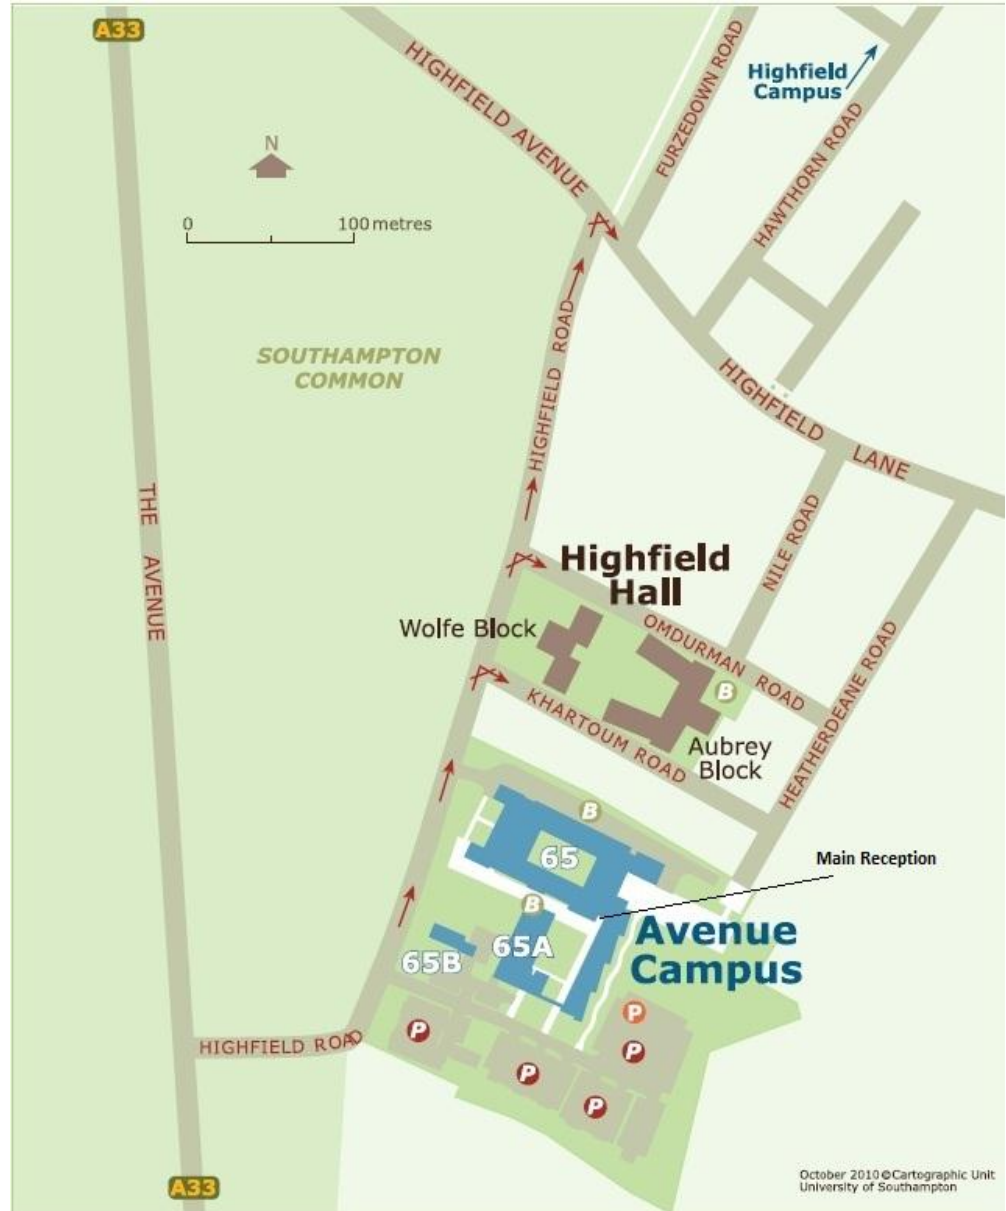 A33
HIGHFIELD AVENUE
FURZEDOWN ROAD
Highfield
Campus
HAWTHORN ROAD
N
0 100 metres
SOUTHAMPTON
COMMON
HIGHFIELD ROAD
HIGHFIELD LANE
THE AVENUE
NILE ROAD
Highfield
Hall
Wolfe Block
OMDURMAN ROAD
B
KHARTOUM ROAD
HEATHERDEANE ROAD
Aubrey
Block
B
65
Main Reception
B
65A
65B
Avenue
Campus
P
P
P
P
P
HIGHFIELD ROAD
A33
October 2010 © Cartographic Unit
University of Southampton